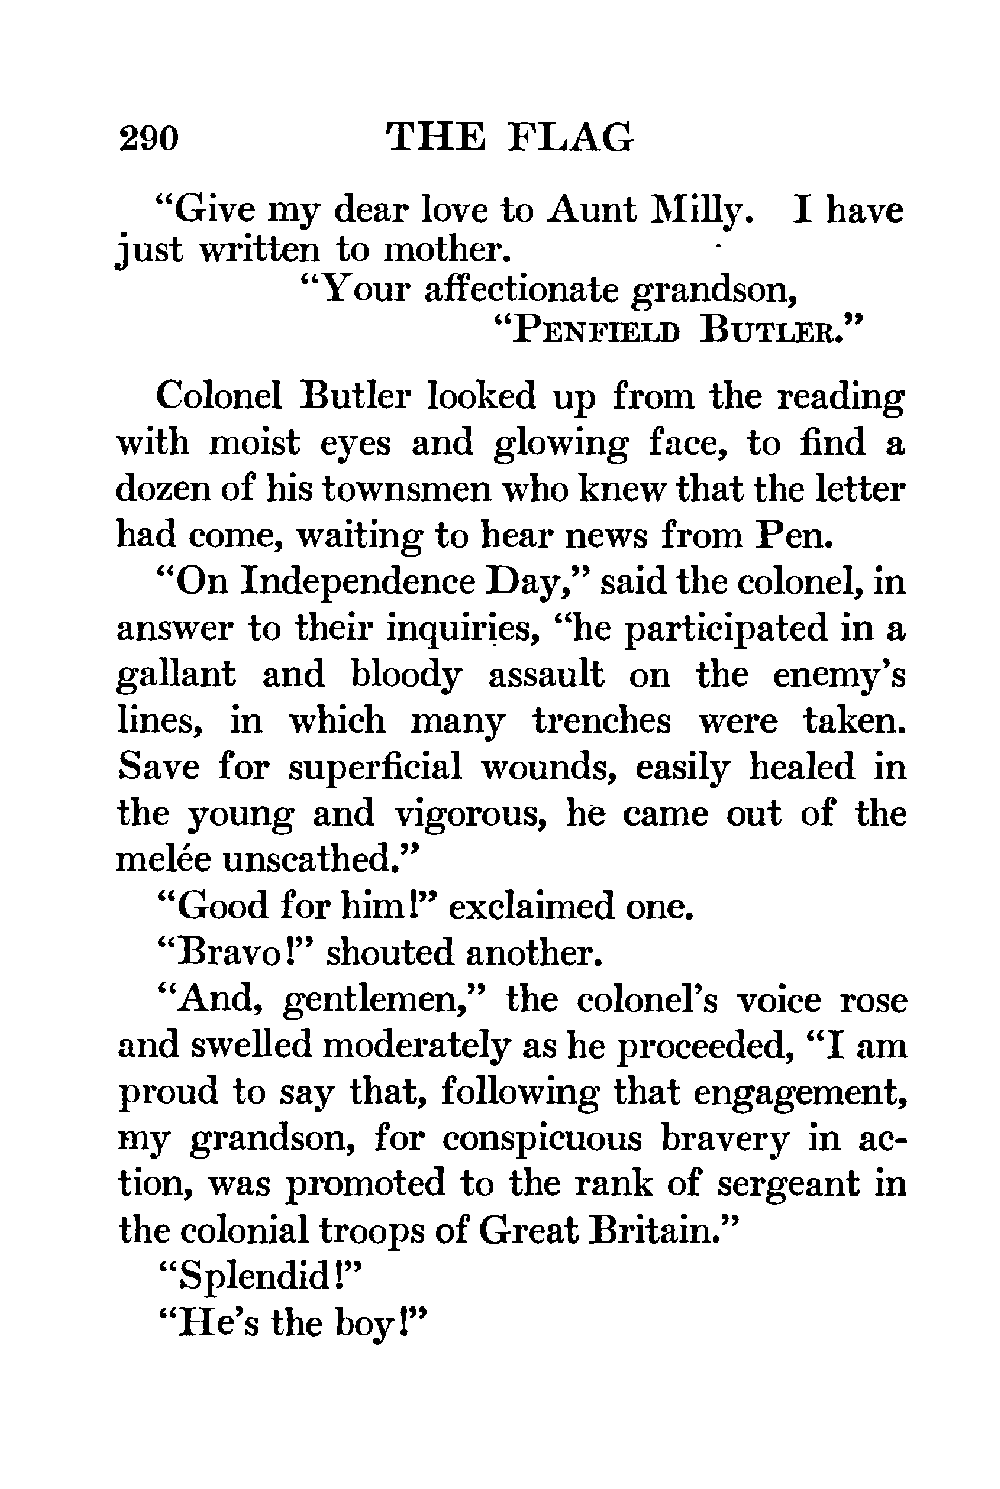 290 THE FLAG
“Give my dear love to Aunt Milly. I have
just written to mother.
“Your affectionate grandson,
“PENFIELD BUTLER.”
Colonel Butler looked up from the reading
with moist eyes and glowing face, to find a
dozen of his townsmen who knew that the letter
had come, waiting to hear news from Pen.
“On Independence Day,” said the colonel, in
answer to their inquiries, “he participated in a
gallant and bloody assault on the enemy’s
lines, in which many trenches were taken.
Save for superficial wounds, easily healed in
the young and vigorous, he came out of the
melée unscathed.”
“Good for him!” exclaimed one.
“Bravo!” shouted another.
“And, gentlemen,” the colonel’s voice rose
and swelled moderately as he proceeded, “I am
proud to say that, following that engagement,
my grandson, for conspicuous bravery in ac-
tion, was promoted to the rank of sergeant in
the colonial troops of Great Britain.”
“Splendid!”
“He’s the boy!”